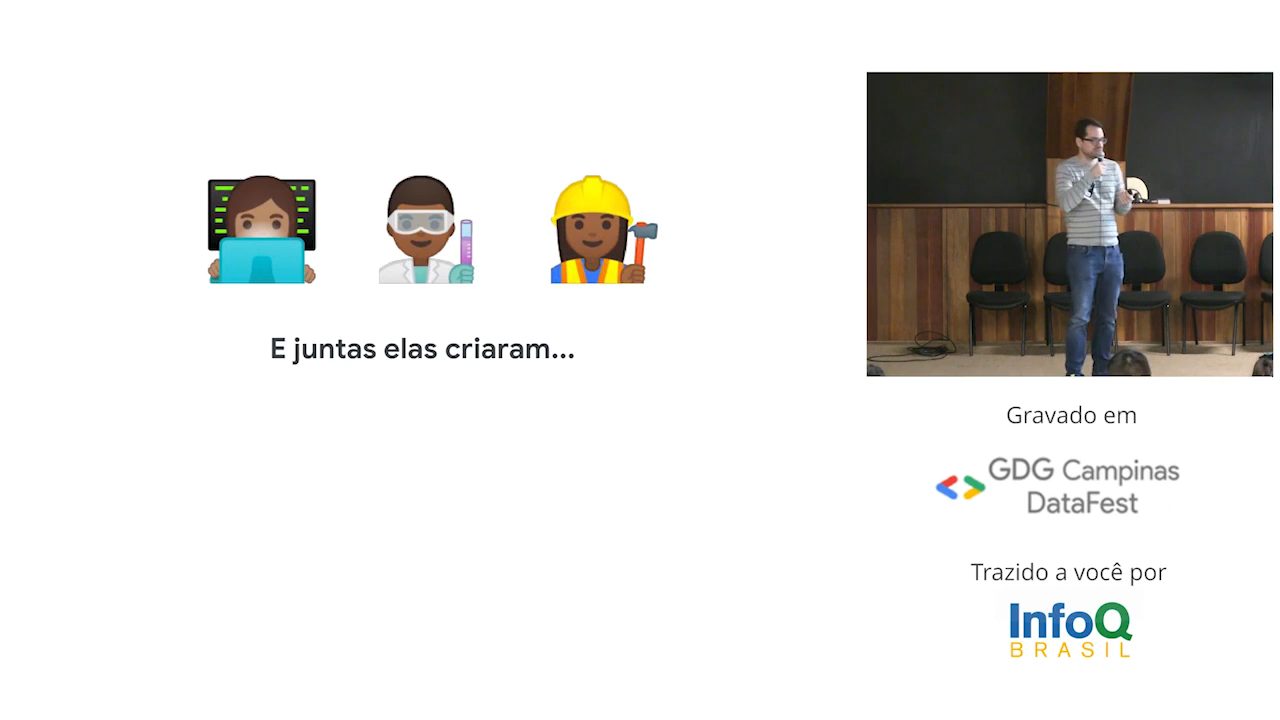 E juntas elas criaram...
Gravado em
GDG Campinas
DataFest
Trazido a você por
InfoQ
BRASIL